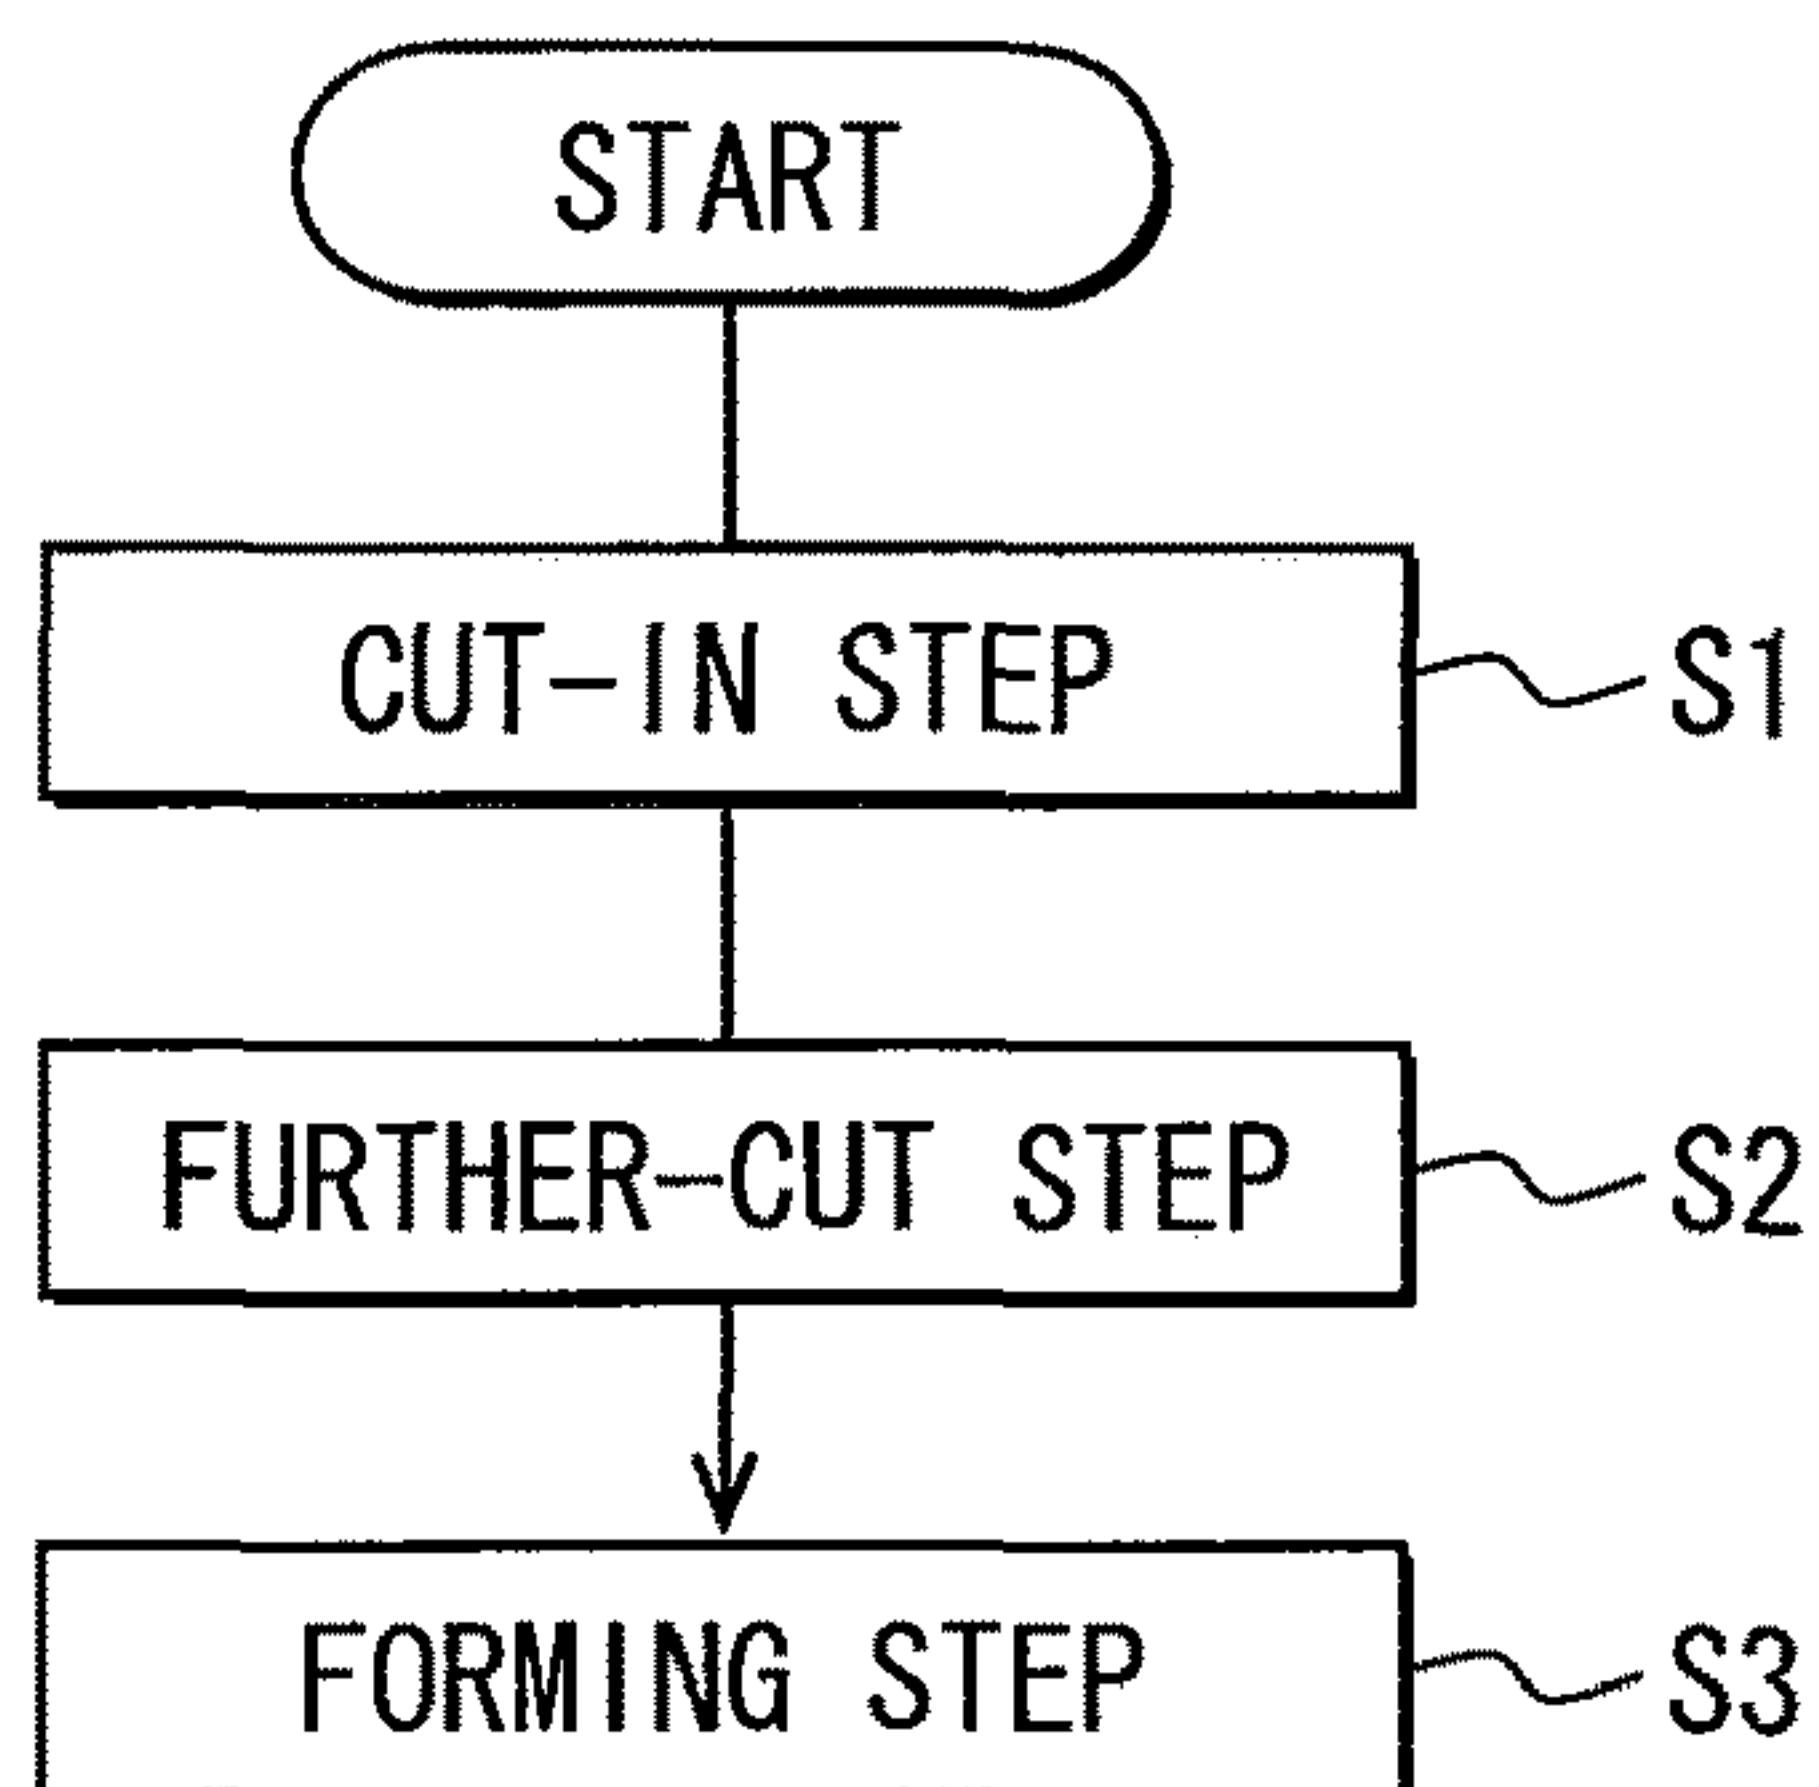 START
CUT-IN STEP
S1
FURTHER-CUT STEP
S2
FORMING STEP
S3